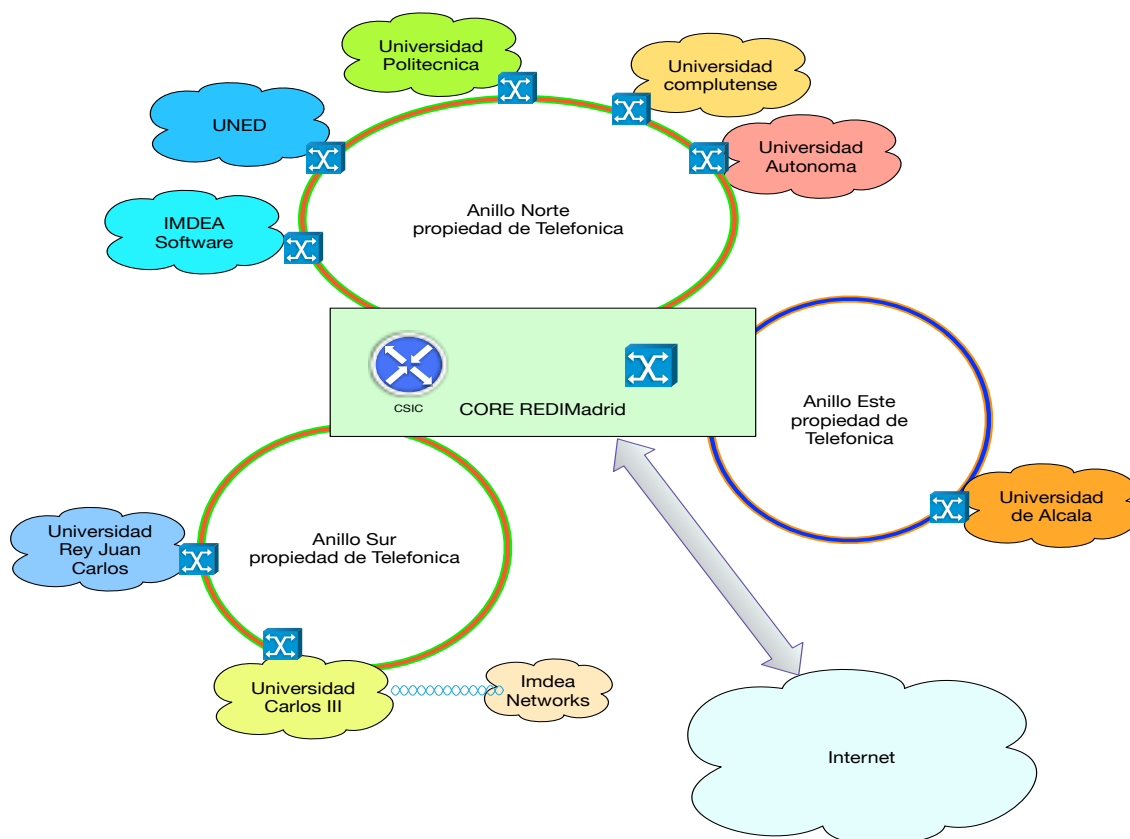 Universidad
Politecnica
Universidad
complutense
UNED
Universidad
Autonoma
IMDEA
Software
Anillo Norte
propiedad de Telefonica
CSIC
CORE REDIMadrid
Anillo Este
propiedad de
Telefonica
Universidad
de Alcala
Universidad
Rey Juan
Carlos
Anillo Sur
propiedad de Telefonica
Universidad
Carlos III
Imdea
Networks
Internet